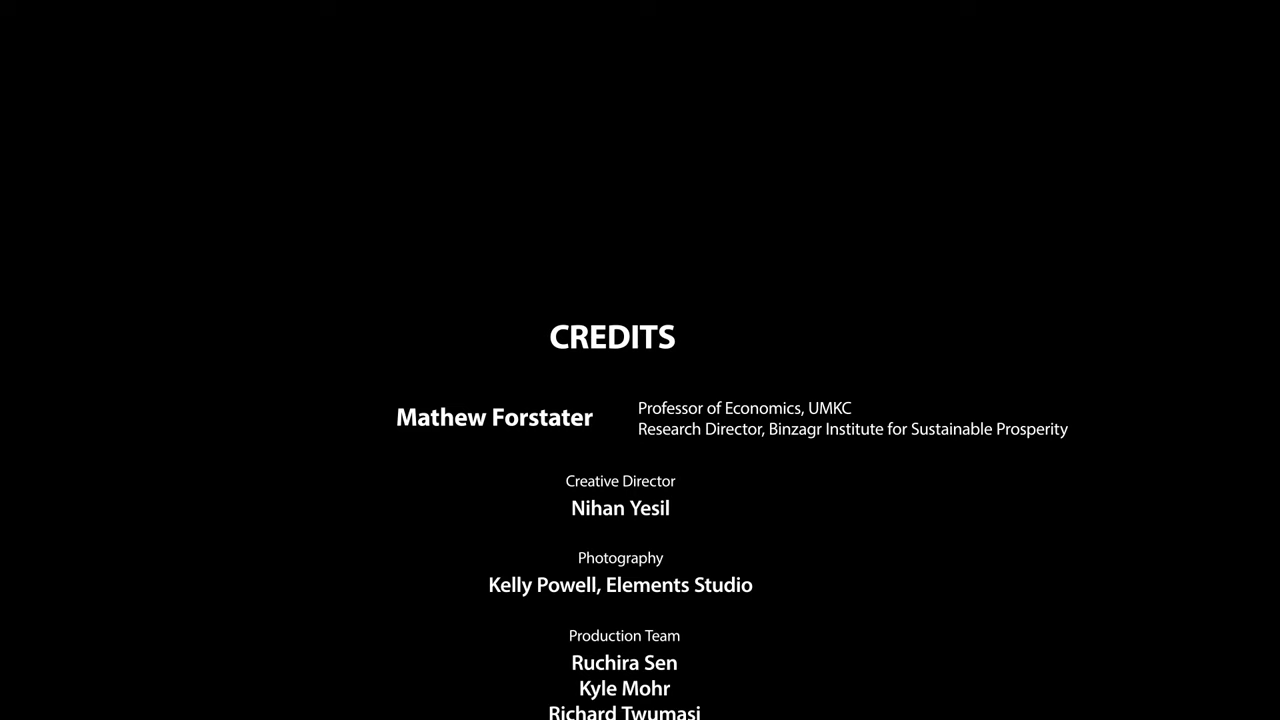 CREDITS
Mathew Forstater
Professor of Economics, UMKC
Research Director, Binzagr Institute for Sustainable Prosperity
Creative Director
Nihan Yesil
Photography
Kelly Powell, Elements Studio
Production Team
Ruchira Sen
Kyle Mohr
Richard Twumasi